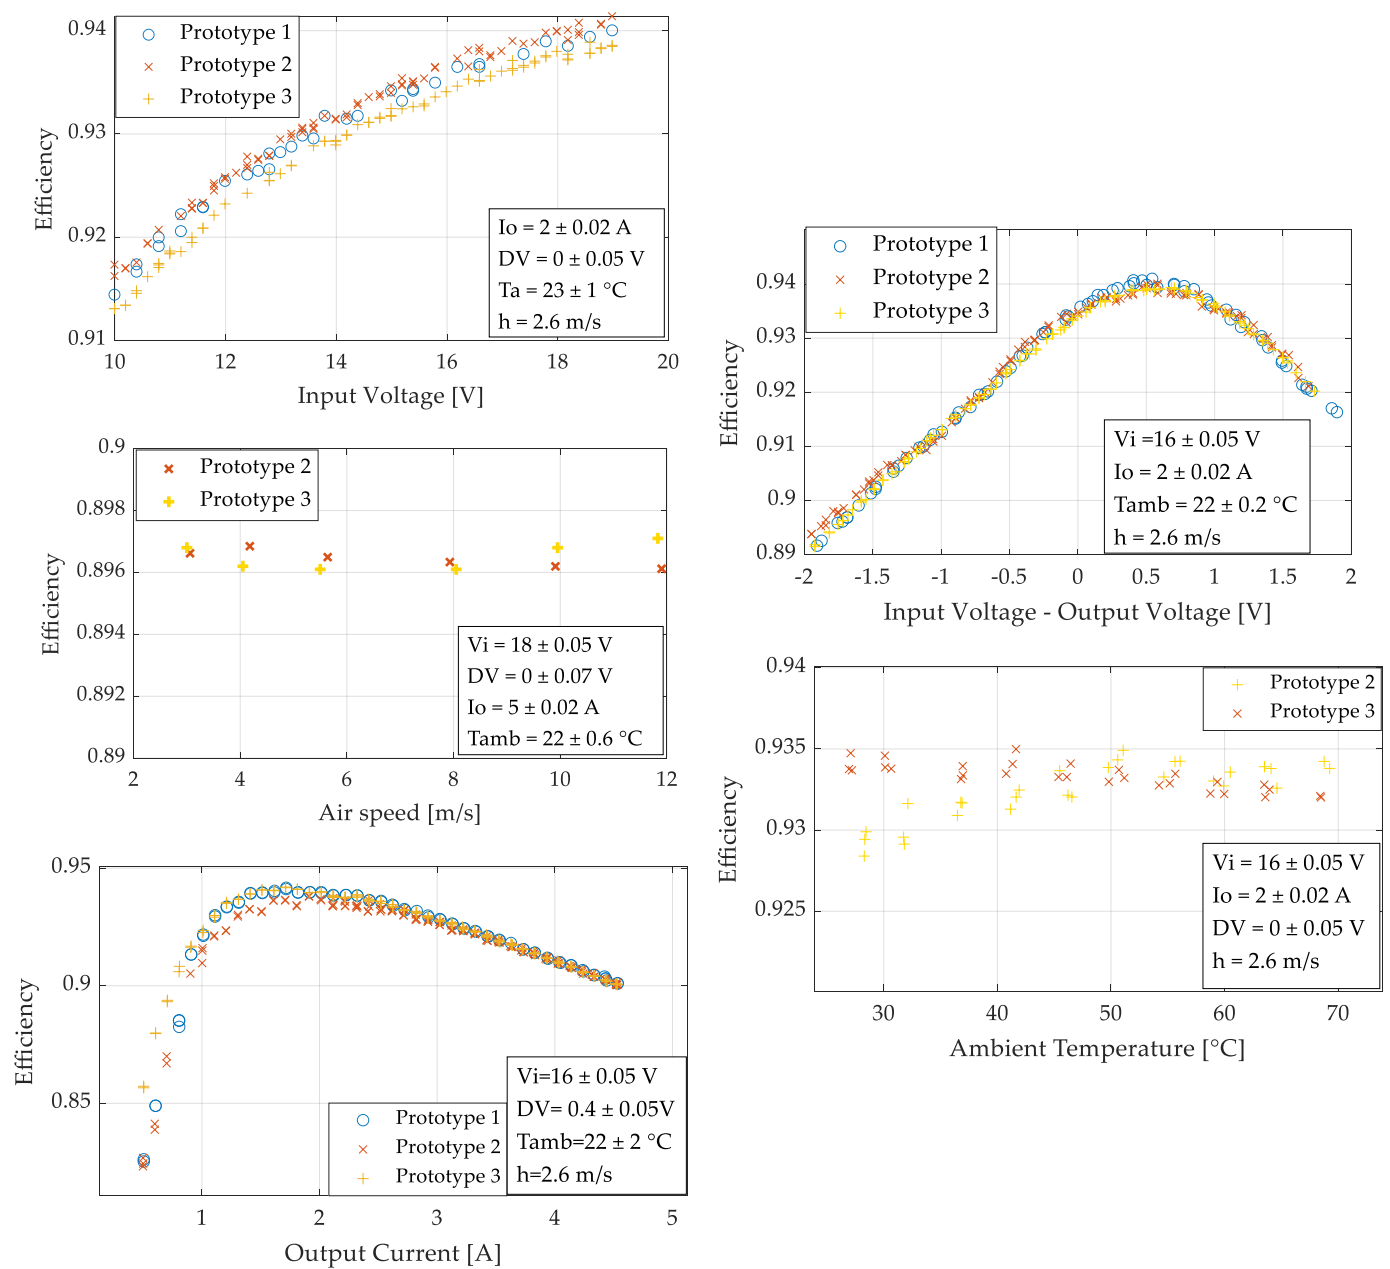 0.94
0.93
0.92
0.91
Efficiency
Prototype 1
Prototype 2
Prototype 3
Io = 2 ± 0.02 A
DV = 0 ± 0.05 V
Ta = 23 ± 1 °C
h = 2.6 m/s
10 12 14 16 18 20
Input Voltage [V]
0.9
0.898
0.896
0.894
0.892
0.89
Efficiency
Prototype 2
Prototype 3
Vi = 18 ± 0.05 V
DV = 0 ± 0.07 V
Io = 5 ± 0.02 A
Tamb = 22 ± 0.6 °C
2 4 6 8 10 12
Air speed [m/s]
0.95
0.9
0.85
Efficiency
Prototype 1
Prototype 2
Prototype 3
Vi=16 ± 0.05 V
DV= 0.4 ± 0.05V
Tamb=22 ± 2 °C
h=2.6 m/s
1 2 3 4 5
Output Current [A]
0.94
0.93
0.92
0.91
0.9
0.89
Efficiency
Prototype 1
Prototype 2
Prototype 3
Vi =16 ± 0.05 V
Io = 2 ± 0.02 A
Tamb = 22 ± 0.2 °C
h = 2.6 m/s
-2 -1.5 -1 -0.5 0 0.5 1 1.5 2
Input Voltage - Output Voltage [V]
0.94
0.935
0.93
0.925
Efficiency
Prototype 2
Prototype 3
Vi = 16 ± 0.05 V
Io = 2 ± 0.02 A
DV = 0 ± 0.05 V
h = 2.6 m/s
30 40 50 60 70
Ambient Temperature [°C]